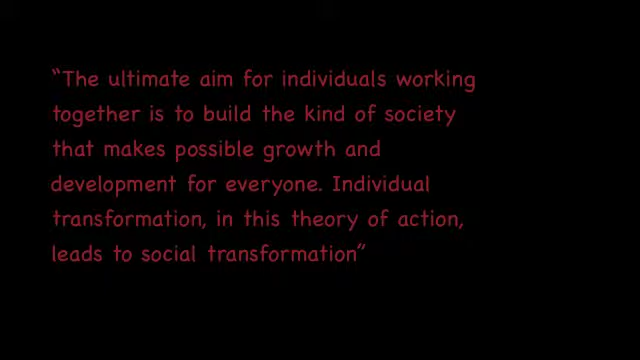 “The ultimate aim for individuals working
together is to build the kind of society
that makes possible growth and
development for everyone. Individual
transformation, in this theory of action,
leads to social transformation”